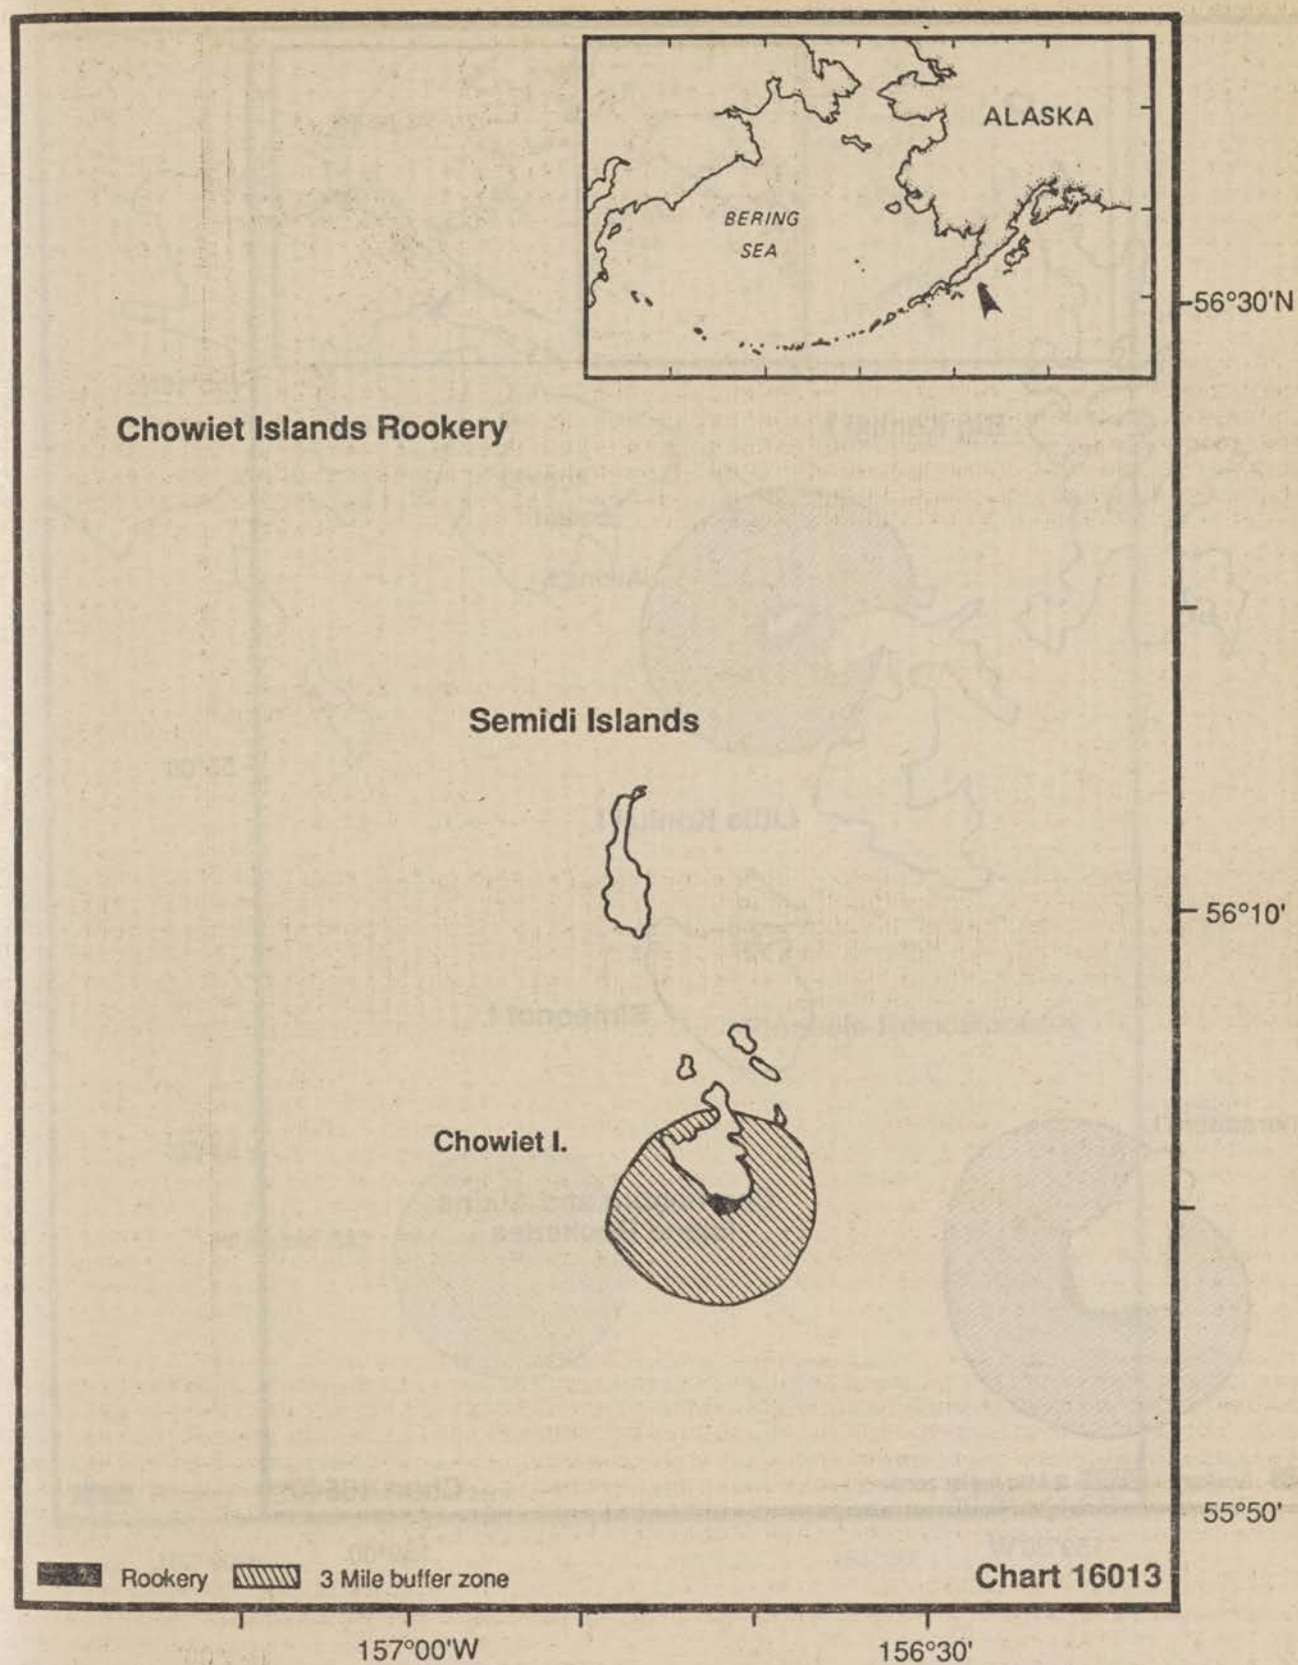 ALASKA
BERING
SEA
56°30'N
Chowiet Islands Rookery
Semidi Islands
56°10'
Chowiet I.
55°50'
Rookery 3 Mile buffer zone
Chart 16013
157°00'W 156°30'